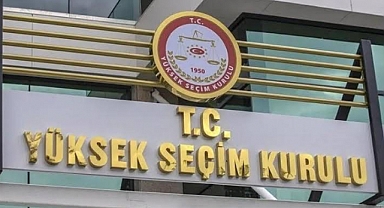 T.C.
YÜKSEK SEÇİM KURULU
1950
T.C.
YÜKSEK SEÇİM KURULU